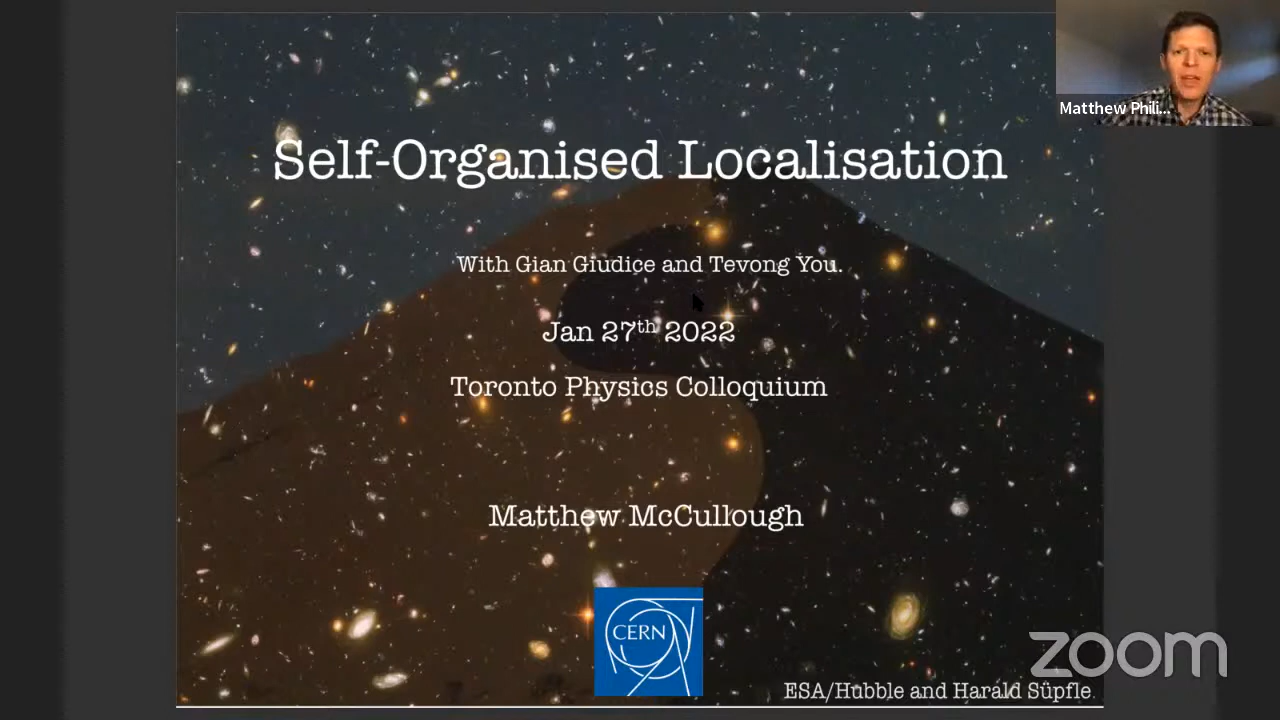 Matthew Phili...
Self-Organised Localisation
With Gian Giudice and Tevong You.
Jan 27th 2022
Toronto Physics Colloquium
Matthew McCullough
CERN
zoom
ESA/Hubble and Harald Süpfle